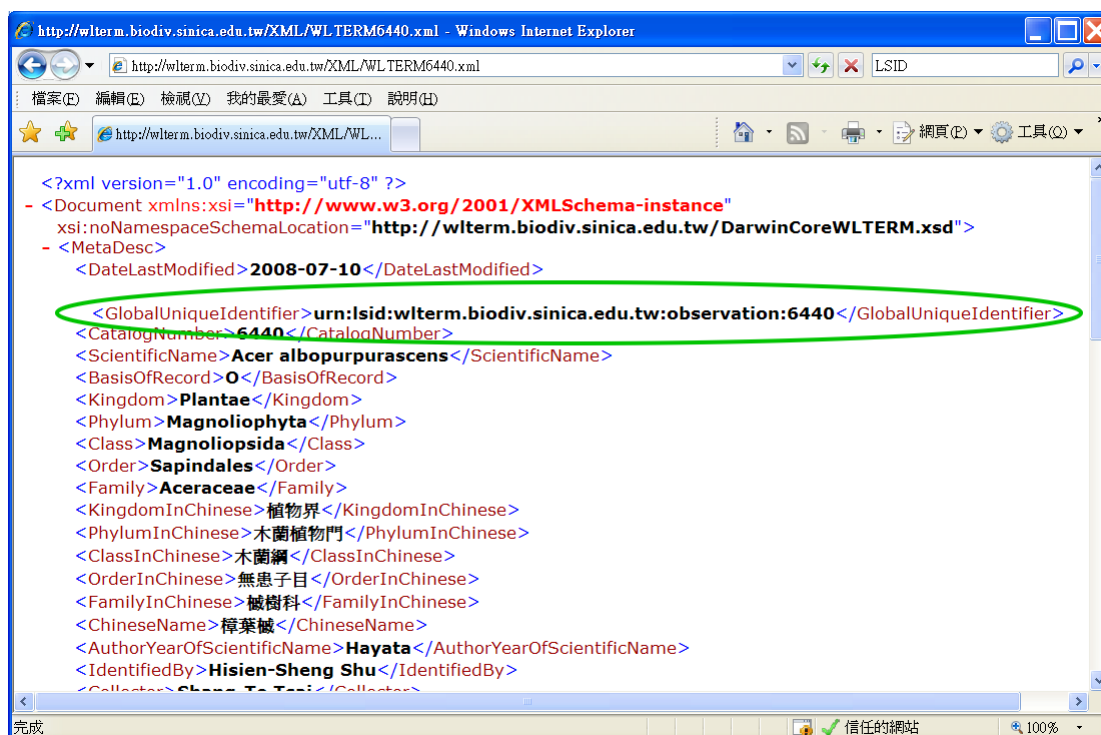 http://wlterm.biodiv.sinica.edu.tw/XML/WLTERM6440.xml - Windows Internet Explorer
http://wlterm.biodiv.sinica.edu.tw/XML/WLTERM6440.xml LSID
檔案(F) 編輯(E) 檢視(V) 我的最愛(A) 工具(T) 說明(H)
http://wlterm.biodiv.sinica.edu.tw/XML/WL... 網頁(P) 工具(O)
<?xml version="1.0" encoding="utf-8" ?>
- <Document xmlns:xsi="http://www.w3.org/2001/XMLSchema-instance"
xsi:noNamespaceSchemaLocation="http://wlterm.biodiv.sinica.edu.tw/DarwinCoreWLTERM.xsd">
- <MetaDesc>
<DateLastModified>2008-07-10</DateLastModified>
<GlobalUniqueIdentifier>urn:lsid:wlterm.biodiv.sinica.edu.tw:observation:6440</GlobalUniqueIdentifier>
<CatalogNumber>6440</CatalogNumber>
<ScientificName>Acer albopurpurascens</ScientificName>
<BasisOfRecord>O</BasisOfRecord>
<Kingdom>Plantae</Kingdom>
<Phylum>Magnoliophyta</Phylum>
<Class>Magnoliopsida</Class>
<Order>Sapindales</Order>
<Family>Aceraceae</Family>
<KingdomInChinese>植物界</KingdomInChinese>
<PhylumInChinese>木蘭植物門</PhylumInChinese>
<ClassInChinese>木蘭綱</ClassInChinese>
<OrderInChinese>無患子目</OrderInChinese>
<FamilyInChinese>槭樹科</FamilyInChinese>
<ChineseName>樟葉槭</ChineseName>
<AuthorYearOfScientificName>Hayata</AuthorYearOfScientificName>
<IdentifiedBy>Hisien-Sheng Shu</IdentifiedBy>
<Collector>Shang-Te Tsai</Collector>
完成 信任的網站 100%